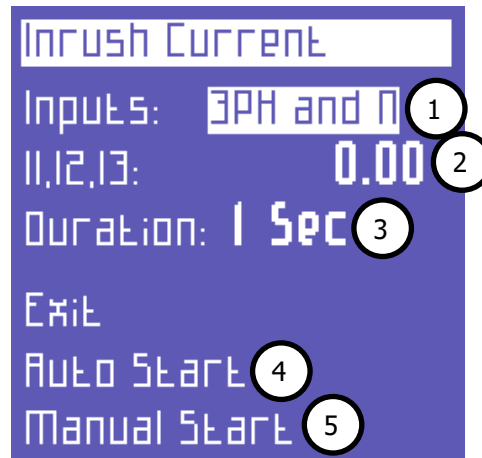 Inrush Current
Inputs: 3PH and N 1
I1,I2,I3: 0.00 2
Duration: 1 Sec 3
Exit
Auto Start 4
Manual Start 5